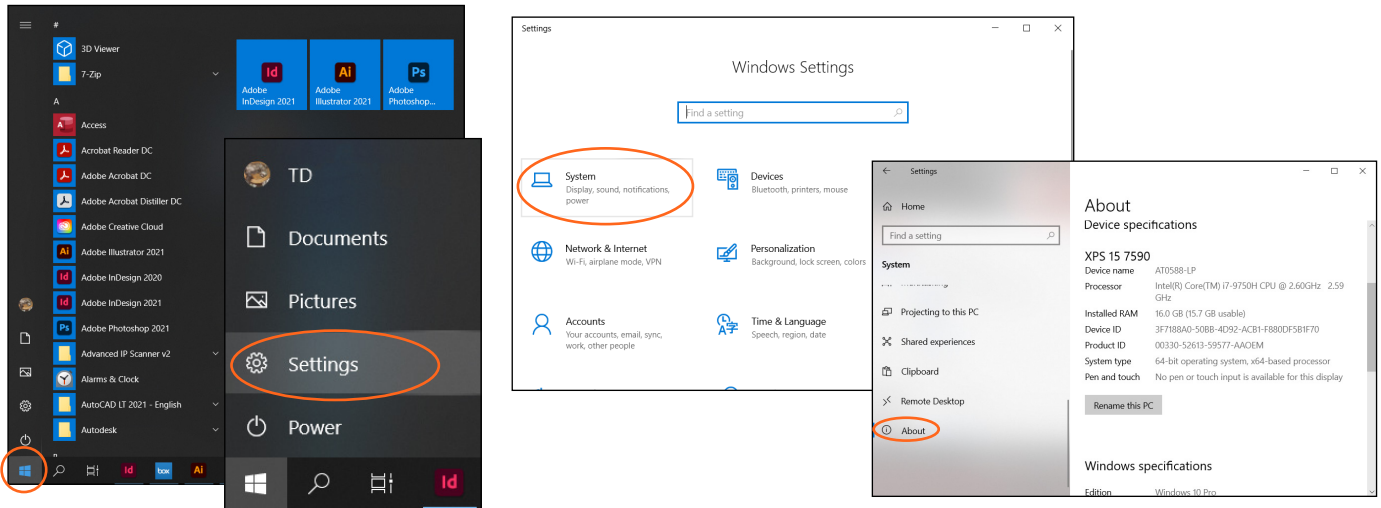 #
3D Viewer
7-Zip
A
Access
Acrobat Reader DC
Adobe Acrobat DC
Adobe Acrobat Distiller DC
Adobe Creative Cloud
Adobe Illustrator 2021
Adobe InDesign 2020
Adobe InDesign 2021
Adobe Photoshop 2021
Advanced IP Scanner v2
Alarms & Clock
AutoCAD LT 2021 - English
Autodesk
Id
Adobe
InDesign 2021
Ai
Adobe
Illustrator 2021
Ps
Adobe
Photoshop...
Id
box
Ai
TD
Documents
Pictures
Settings
Power
Id
Settings
Windows Settings
Find a setting
System
Display, sound, notifications,
power
Devices
Bluetooth, printers, mouse
Network & Internet
Wi-Fi, airplane mode, VPN
Personalization
Background, lock screen, colors
Accounts
Your accounts, email, sync,
work, other people
Time & Language
Speech, region, date
Settings
Home
Find a setting
System
Projecting to this PC
Shared experiences
Clipboard
Remote Desktop
About
About
Device specifications
XPS 15 7590
Device name AT0588-LP
Processor Intel(R) Core(TM) i7-9750H CPU @ 2.60GHz 2.59
GHz
Installed RAM 16.0 GB (15.7 GB usable)
Device ID 3F7188A0-50BB-4D92-ACB1-F880DF5B1F70
Product ID 00330-52613-59577-AAOEM
System type 64-bit operating system, x64-based processor
Pen and touch No pen or touch input is available for this display
Rename this PC
Windows specifications
Edition Windows 10 Pro